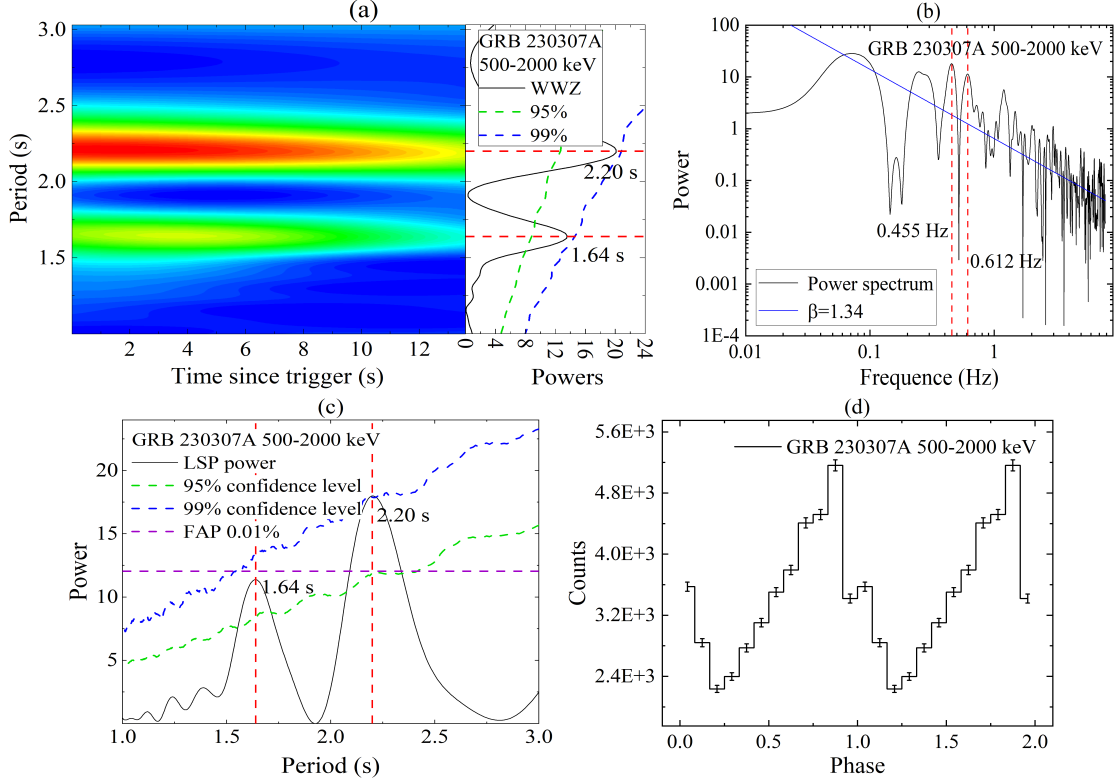 (a)
3.0
2.5
2.0
1.5
Period (s)
2 4 6 8 10 12
Time since trigger (s)
GRB 230307A
500-2000 keV
WWZ
95%
99%
2.20 s
1.64 s
0 4 8 12 16 20 24
Powers
(b)
100
10
1
0.1
0.01
0.001
1E-4
Power
GRB 230307A 500-2000 keV
0.455 Hz
0.612 Hz
Power spectrum
β=1.34
0.01 0.1 1
Frequence (Hz)
(c)
GRB 230307A 500-2000 keV
LSP power
95% confidence level
99% confidence level
FAP 0.01%
20
15
10
5
Power
2.20 s
1.64 s
1.0 1.5 2.0 2.5 3.0
Period (s)
(d)
5.6E+3
4.8E+3
4.0E+3
3.2E+3
2.4E+3
Counts
GRB 230307A 500-2000 keV
0.0 0.5 1.0 1.5 2.0
Phase